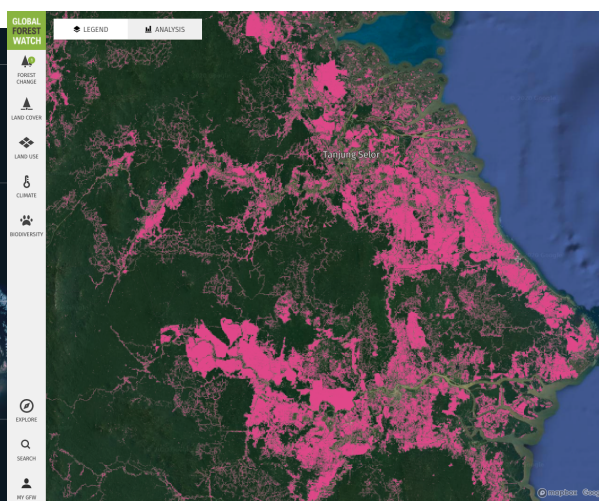 GLOBAL
FOREST
WATCH
LEGEND
ANALYSIS
FOREST
CHANGE
LAND COVER
LAND USE
CLIMATE
BIODIVERSITY
Tanjung Selor
EXPLORE
SEARCH
MY GFW
mapbox